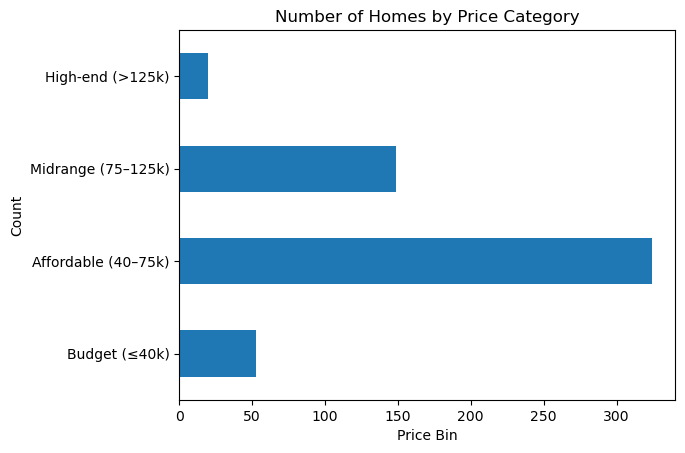 Number of Homes by Price Category
High-end (>125k)
Midrange (75–125k)
Affordable (40–75k)
Budget (≤40k)
Count
0 50 100 150 200 250 300
Price Bin